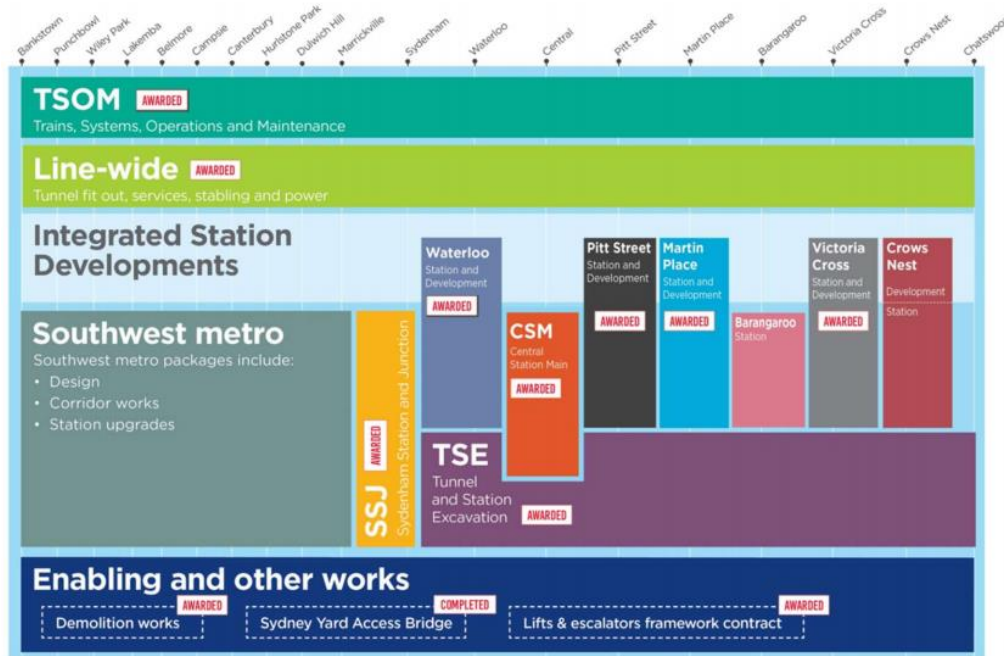 Bankstown
Punchbowl
Wiley Park
Lakemba
Belmore
Campsie
Canterbury
Hurlstone Park
Dulwich Hill
Marrickville
Sydenham
Waterloo
Central
Pitt Street
Martin Place
Barangaroo
Victoria Cross
Crows Nest
Chatswoo
TSOM AWARDED
Trains, Systems, Operations and Maintenance
Line-wide AWARDED
Tunnel fit out, services, stabling and power
Integrated Station
Developments
Southwest metro
Southwest metro packages include:
• Design
• Corridor works
• Station upgrades
SSJ AWARDED
Sydenham Station and Junction
Waterloo
Station and
Development
AWARDED
CSM
Central
Station Main
AWARDED
Pitt Street
Station and
Development
AWARDED
Martin
Place
Station and
Development
AWARDED
Barangaroo
Station
Victoria
Cross
Station and
Development
AWARDED
Crows
Nest
Development
Station
TSE
Tunnel
and Station
Excavation AWARDED
Enabling and other works
AWARDED
Demolition works
COMPLETED
Sydney Yard Access Bridge
AWARDED
Lifts & escalators framework contract